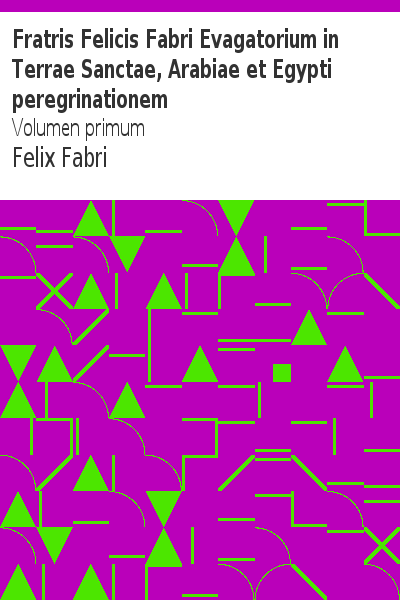 Fratris Felicis Fabri Evagatorium in
Terrae Sanctae, Arabiae et Egypti
peregrinationem
Volumen primum
Felix Fabri